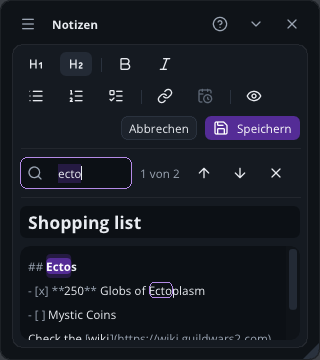 Notizen
H1 H2 B I
Abbrechen Speichern
ecto 1 von 2
Shopping list
## Ectos
- [x] **250** Globs of Ectoplasm
- [ ] Mystic Coins
Check the [wiki](https://wiki.guildwars2.com)